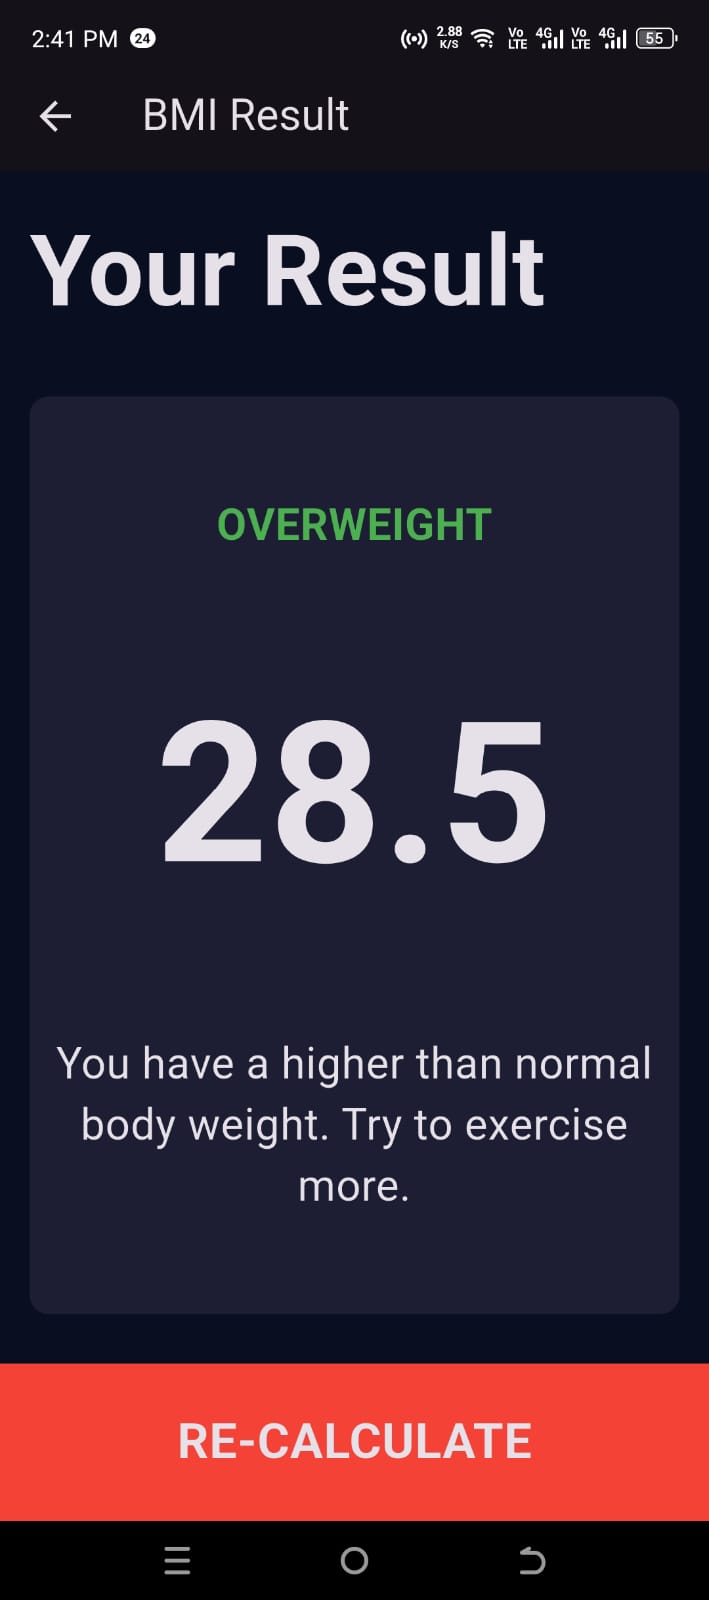 2:41 PM 24 2.88 K/S Vo LTE 4G Vo LTE 4G 55
BMI Result
Your Result
OVERWEIGHT
28.5
You have a higher than normal
body weight. Try to exercise
more.
RE-CALCULATE